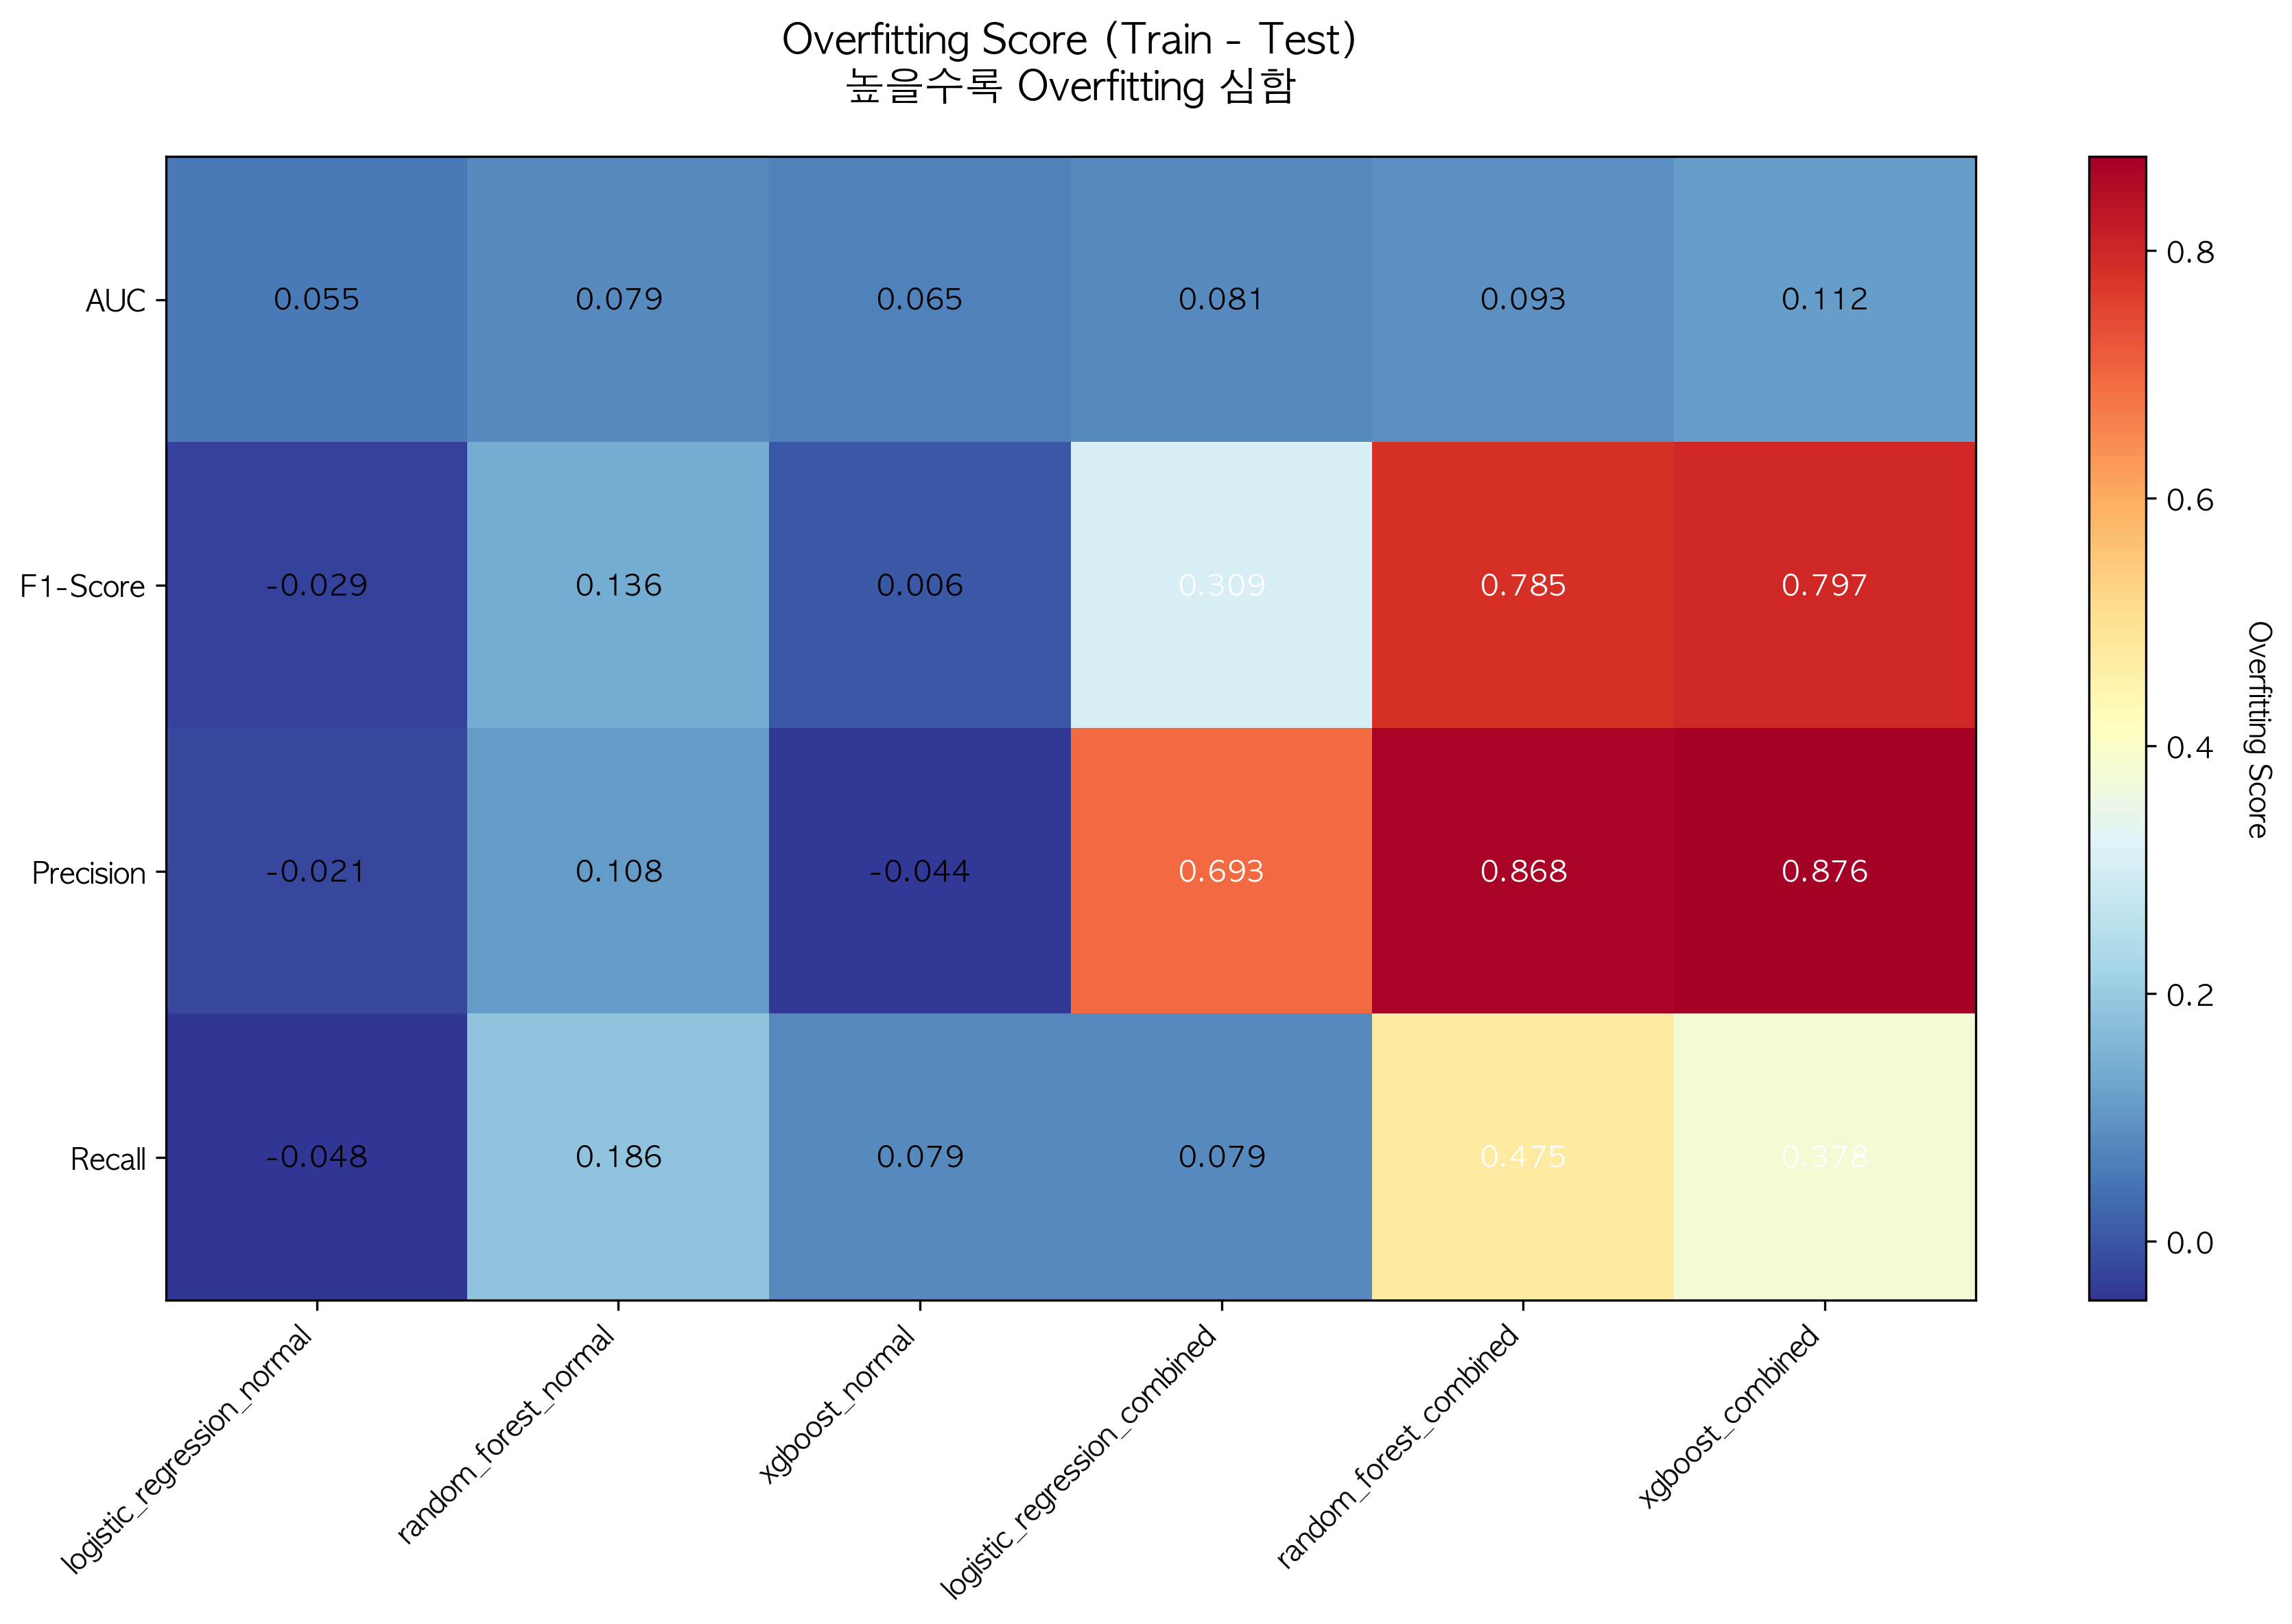 Overfitting Score (Train - Test)
높을수록 Overfitting 심함
AUC 0.055 0.079 0.065 0.081 0.093 0.112
F1-Score -0.029 0.136 0.006 0.309 0.785 0.797
Precision -0.021 0.108 -0.044 0.693 0.868 0.876
Recall -0.048 0.186 0.079 0.079 0.475 0.378
logistic_regression_normal
random_forest_normal
xgboost_normal
logistic_regression_combined
random_forest_combined
xgboost_combined
0.8
0.6
0.4
0.2
0.0
Overfitting Score